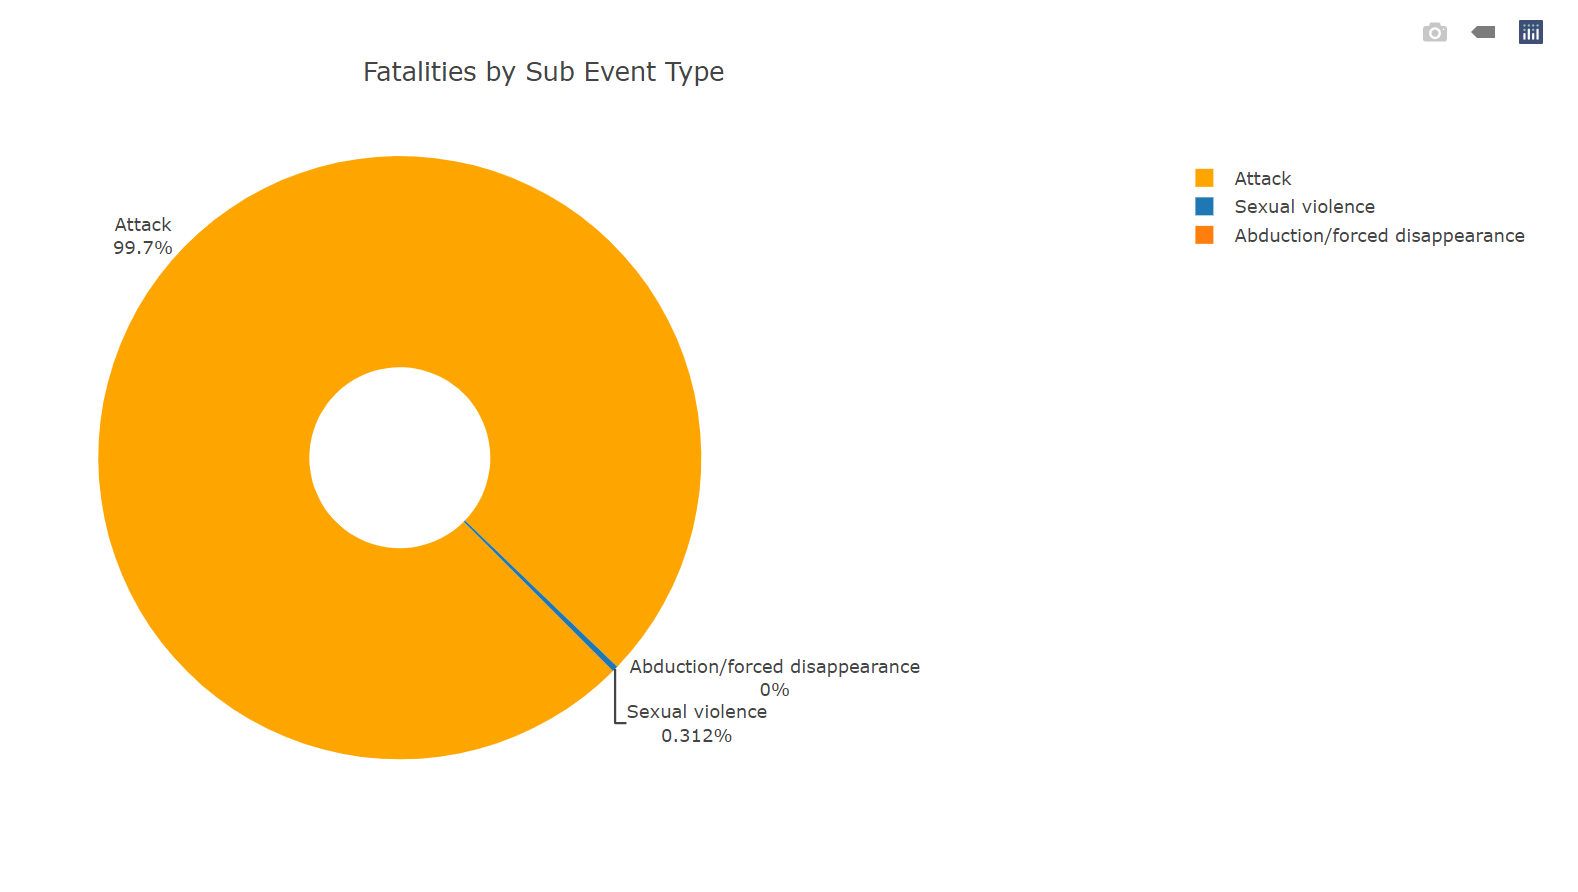 Fatalities by Sub Event Type
Attack
99.7%
Attack
Sexual violence
Abduction/forced disappearance
Abduction/forced disappearance
0%
Sexual violence
0.312%